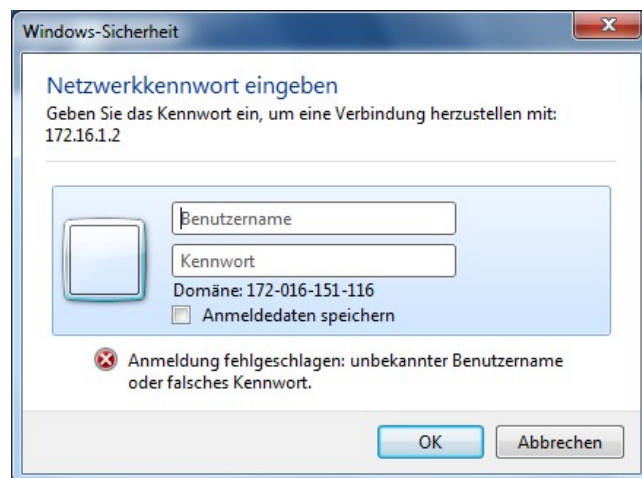 Windows-Sicherheit
Netzwerkkennwort eingeben
Geben Sie das Kennwort ein, um eine Verbindung herzustellen mit:
172.16.1.2
Benutzername
Kennwort
Domäne: 172-016-151-116
Anmeldedaten speichern
Anmeldung fehlgeschlagen: unbekannter Benutzername
oder falsches Kennwort.
OK
Abbrechen